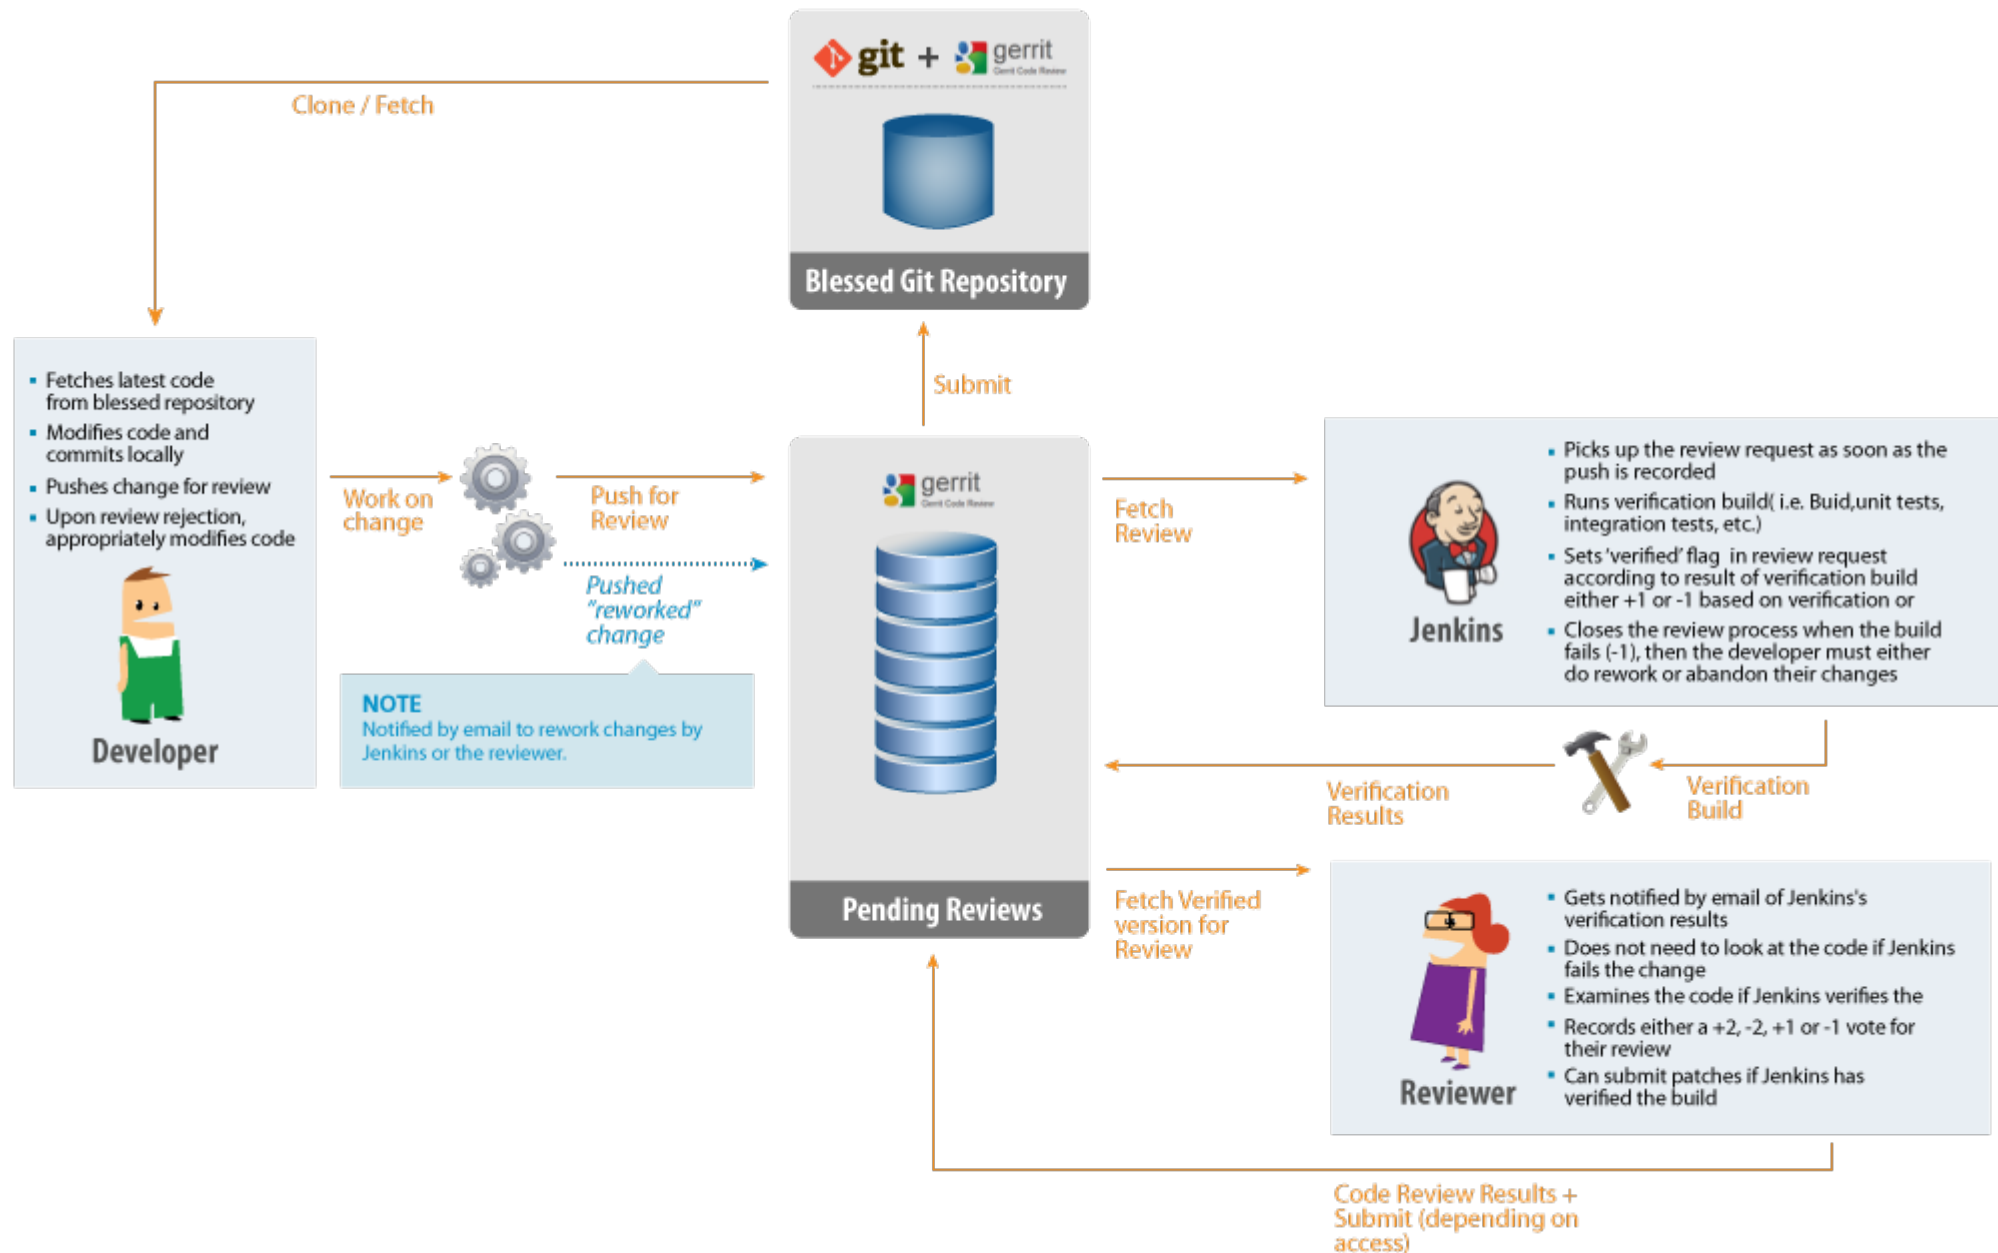 git + gerrit
Gerrit Code Review
Clone / Fetch
Blessed Git Repository
Submit
Fetches latest code
from blessed repository
Modifies code and
commits locally
Pushes change for review
Upon review rejection,
appropriately modifies code
Developer
Work on
change
Push for
Review
Pushed
"reworked"
change
NOTE
Notified by email to rework changes by
Jenkins or the reviewer.
gerrit
Gerrit Code Review
Pending Reviews
Fetch
Review
Jenkins
Picks up the review request as soon as the
push is recorded
Runs verification build( i.e. Buid,unit tests,
integration tests, etc.)
Sets 'verified' flag in review request
according to result of verification build
either +1 or -1 based on verification or
Closes the review process when the build
fails (-1), then the developer must either
do rework or abandon their changes
Verification
Build
Verification
Results
Fetch Verified
version for
Review
Reviewer
Gets notified by email of Jenkins's
verification results
Does not need to look at the code if Jenkins
fails the change
Examines the code if Jenkins verifies the
Records either a +2, -2, +1 or -1 vote for
their review
Can submit patches if Jenkins has
verified the build
Code Review Results +
Submit (depending on
access)